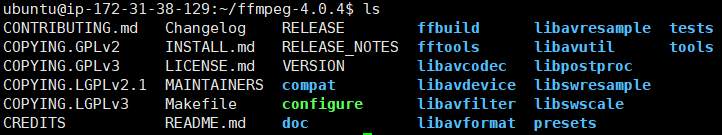 ubuntu@ip-172-31-38-129:~/ffmpeg-4.0.4$ ls
CONTRIBUTING.md Changelog RELEASE ffbuild libavresample tests
COPYING.GPLv2 INSTALL.md RELEASE_NOTES fftools libavutil tools
COPYING.GPLv3 LICENSE.md VERSION libavcodec libpostproc
COPYING.LGPLv2.1 MAINTAINERS compat libavdevice libswresample
COPYING.LGPLv3 Makefile configure libavfilter libswscale
CREDITS README.md doc libavformat presets